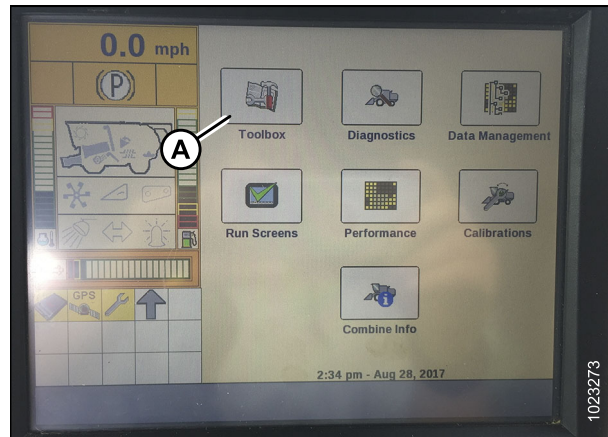 0.0 mph
(P)
A
Toolbox
Diagnostics
Data Management
Run Screens
Performance
Calibrations
GPS
Combine Info
2:34 pm - Aug 28, 2017
1023273